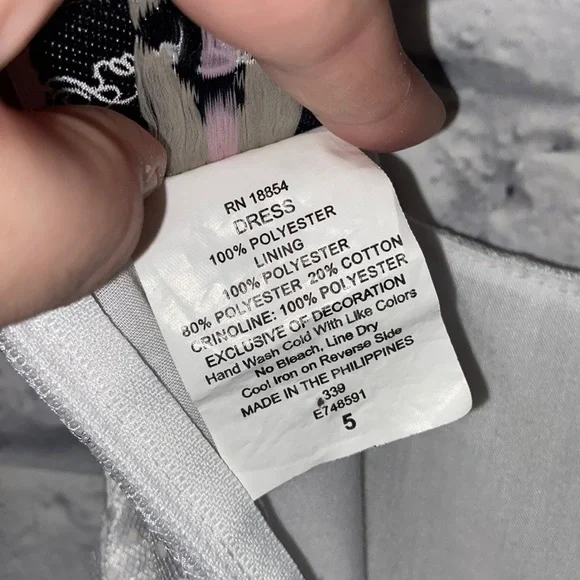 RN 18854
DRESS
100% POLYESTER
LINING
100% POLYESTER
80% POLYESTER 20% COTTON
CRINOLINE: 100% POLYESTER
EXCLUSIVE OF DECORATION
Hand Wash Cold With Like Colors
No Bleach, Line Dry
Cool Iron on Reverse Side
MADE IN THE PHILIPPINES
339
E748591
5